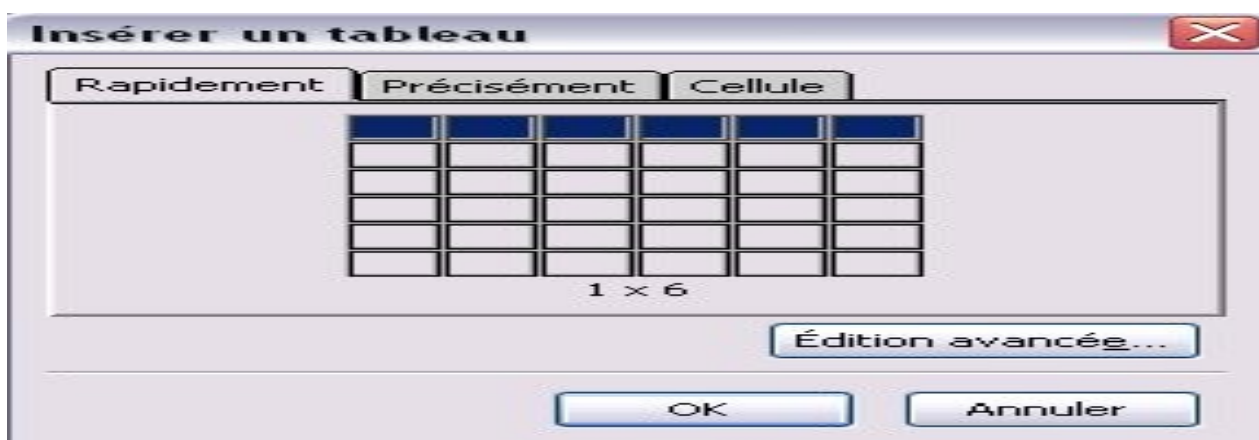 Insérer un tableau
Rapidement Précisément Cellule
1 × 6
Édition avancée...
OK Annuler